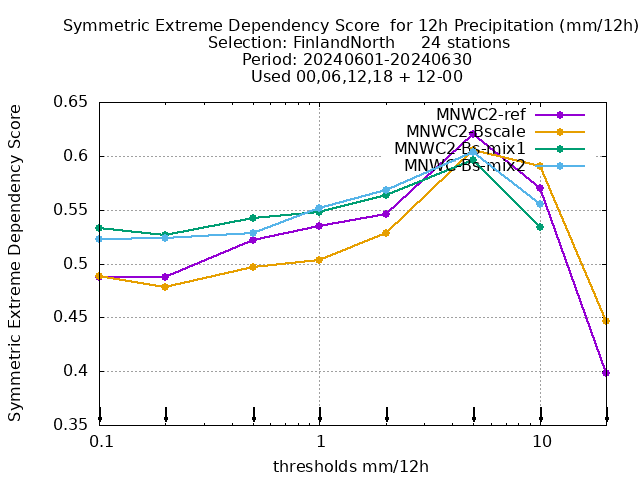 Symmetric Extreme Dependency Score  for 12h Precipitation (mm/12h)
Selection: FinlandNorth     24 stations
Period: 20240601-20240630
Used 00,06,12,18 + 12-00
MNWC2-ref
MNWC2-Bscale
MNWC2-Bs-mix1
MNWC-Bs-mix2
Symmetric Extreme Dependency Score
0.65
0.6
0.55
0.5
0.45
0.4
0.35
0.1
1
10
thresholds mm/12h